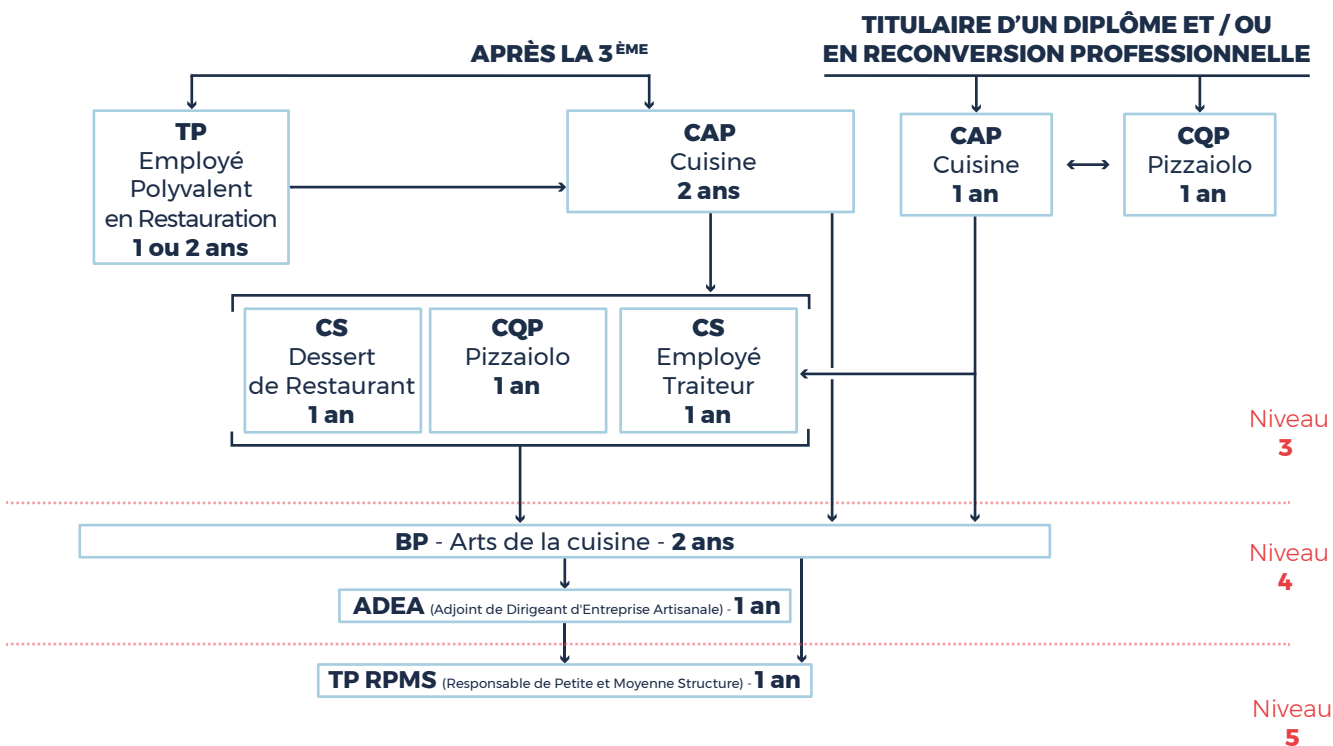 APRÈS LA 3ÈME
TITULAIRE D'UN DIPLÔME ET / OU
EN RECONVERSION PROFESSIONNELLE
TP
Employé
Polyvalent
en Restauration
1 ou 2 ans
CAP
Cuisine
2 ans
CAP
Cuisine
1 an
CQP
Pizzaiolo
1 an
CS
Dessert
de Restaurant
1 an
CQP
Pizzaiolo
1 an
CS
Employé
Traiteur
1 an
Niveau
3
BP - Arts de la cuisine - 2 ans
Niveau
4
ADEA (Adjoint de Dirigeant d'Entreprise Artisanale) - 1 an
TP RPMS (Responsable de Petite et Moyenne Structure) - 1 an
Niveau
5